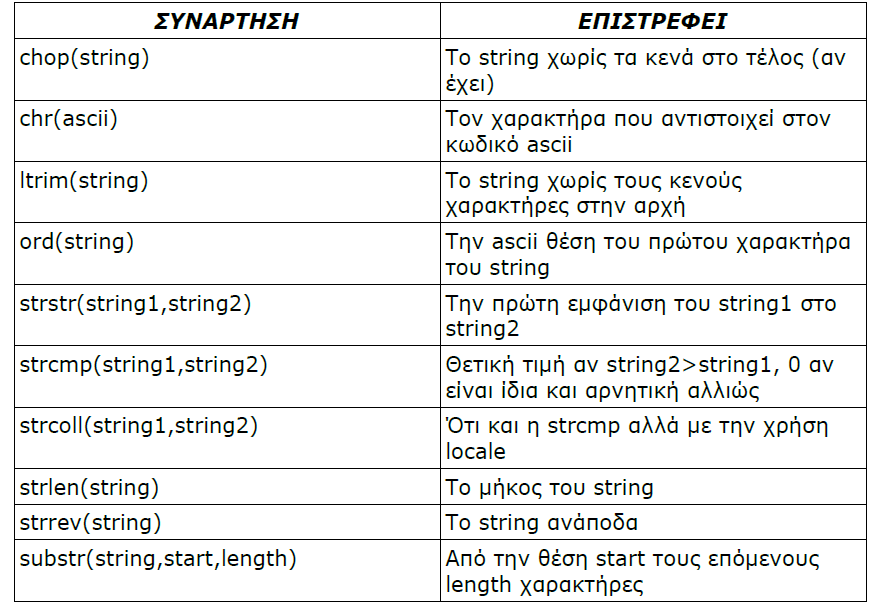 ΣΥΝΑΡΤΗΣΗ ΕΠΙΣΤΡΕΦΕΙ
chop(string) Το string χωρίς τα κενά στο τέλος (αν
έχει)
chr(ascii) Τον χαρακτήρα που αντιστοιχεί στον
κωδικό ascii
ltrim(string) Το string χωρίς τους κενούς
χαρακτήρες στην αρχή
ord(string) Την ascii θέση του πρώτου χαρακτήρα
του string
strstr(string1,string2) Την πρώτη εμφάνιση του string1 στο
string2
strcmp(string1,string2) Θετική τιμή αν string2>string1, 0 αν
είναι ίδια και αρνητική αλλιώς
strcoll(string1,string2) Ότι και η strcmp αλλά με την χρήση
locale
strlen(string) Το μήκος του string
strrev(string) Το string ανάποδα
substr(string,start,length) Από την θέση start τους επόμενους
length χαρακτήρες